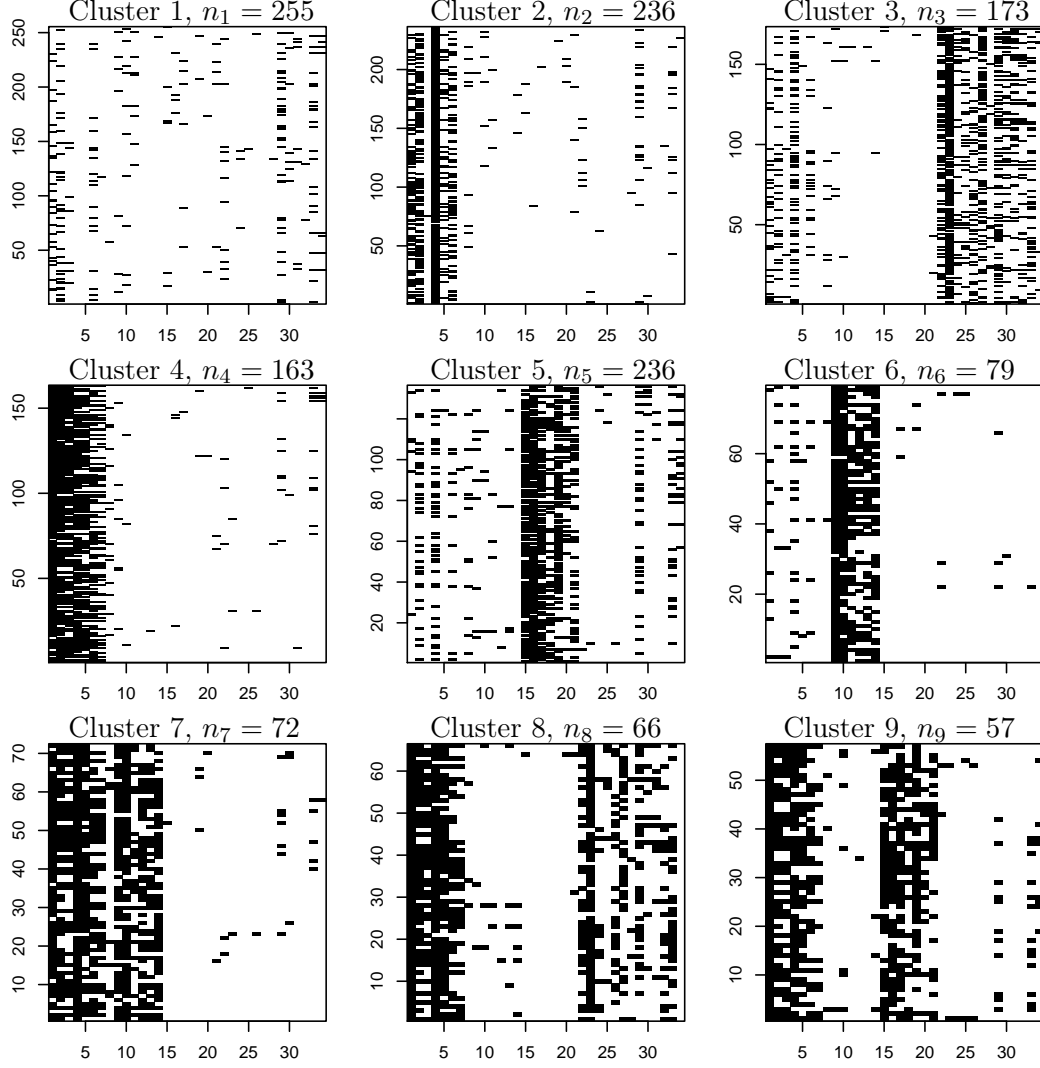 Cluster 1, n₁ = 255
Cluster 2, n₂ = 236
Cluster 3, n₃ = 173
50 100 150 200 250
50 100 150 200
50 100 150
5 10 15 20 25 30
5 10 15 20 25 30
5 10 15 20 25 30
Cluster 4, n₄ = 163
Cluster 5, n₅ = 236
Cluster 6, n₆ = 79
50 100 150
20 40 60 80 100
20 40 60
5 10 15 20 25 30
5 10 15 20 25 30
5 10 15 20 25 30
Cluster 7, n₇ = 72
Cluster 8, n₈ = 66
Cluster 9, n₉ = 57
10 20 30 40 50 60 70
10 20 30 40 50 60
10 20 30 40 50
5 10 15 20 25 30
5 10 15 20 25 30
5 10 15 20 25 30